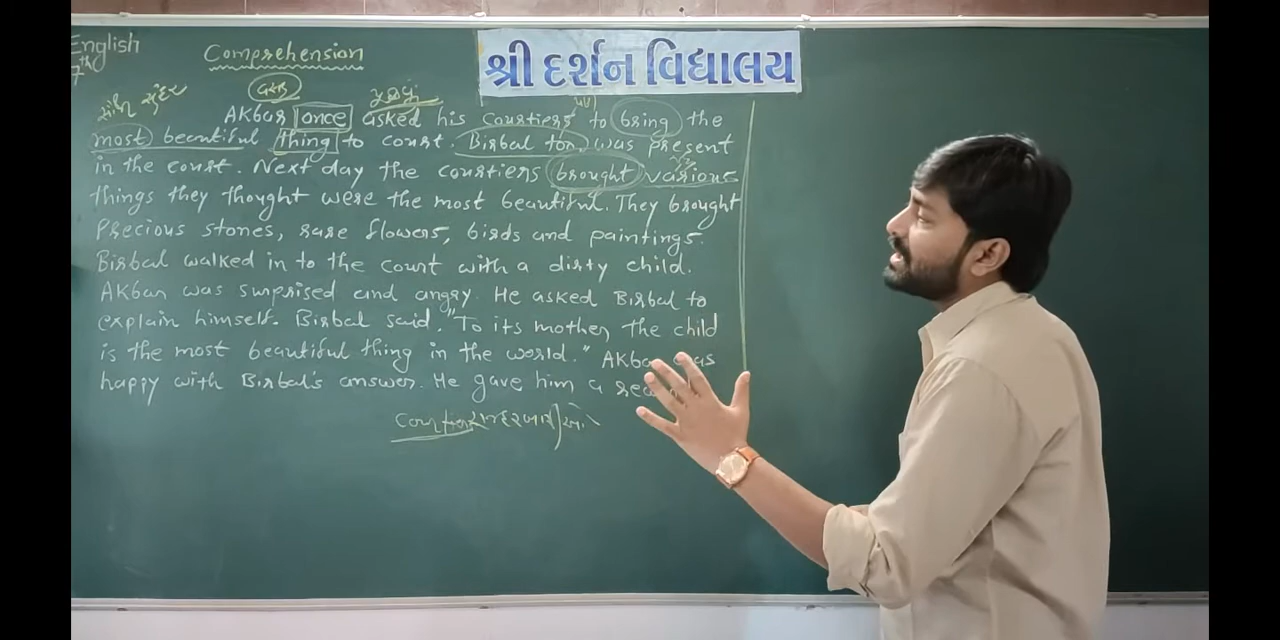 English
7th
Comprehension
શ્રી દર્શન વિદ્યાલય
સુંદર
AKbar once asked his courtiers to bring the
most beautiful thing to court. Birbal too, was present
in the court. Next day the courtiers brought various
things they thought were the most beautiful. They brought
Precious stones, rare flowers, birds and paintings.
Birbal walked in to the court with a dirty child.
AKbar was surprised and angry. He asked Birbal to
explain himself. Birbal said. "To its mother, the child
is the most beautiful thing in the world." AKbar was
happy with Birbal's answer. He gave him a